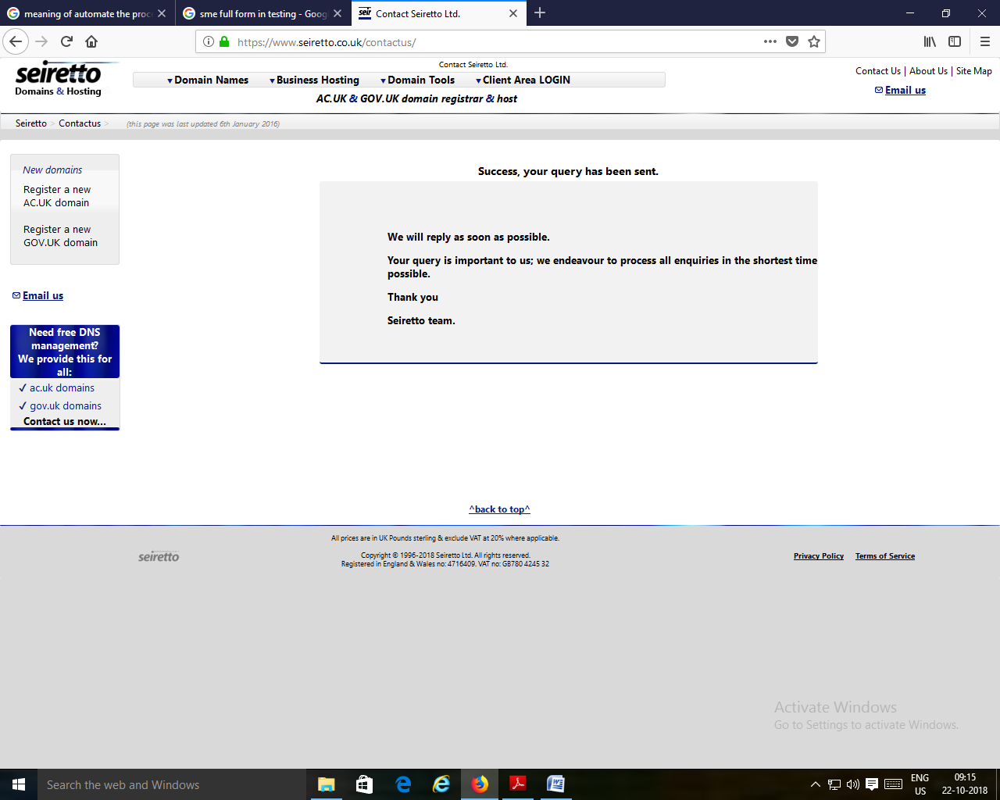 meaning of automate the proc
sme full form in testing - Goog
Contact Seiretto Ltd.
https://www.seiretto.co.uk/contactus/
seiretto
Domains & Hosting
Contact Seiretto Ltd.
Domain Names
Business Hosting
Domain Tools
Client Area LOGIN
AC.UK & GOV.UK domain registrar & host
Contact Us | About Us | Site Map
Email us
Seiretto > Contactus >
(this page was last updated 6th January 2016)
New domains
Register a new
AC.UK domain
Register a new
GOV.UK domain
Email us
Need free DNS
management?
We provide this for
all:
✓ ac.uk domains
✓ gov.uk domains
Contact us now...
Success, your query has been sent.
We will reply as soon as possible.
Your query is important to us; we endeavour to process all enquiries in the shortest time
possible.
Thank you
Seiretto team.
^back to top^
seiretto
All prices are in UK Pounds sterling & exclude VAT at 20% where applicable.
Copyright © 1996-2018 Seiretto Ltd. All rights reserved.
Registered in England & Wales no: 4716409. VAT no: GB780 4245 32
Privacy Policy
Terms of Service
Activate Windows
Go to Settings to activate Windows.
Search the web and Windows
ENG
US
09:15
22-10-2018